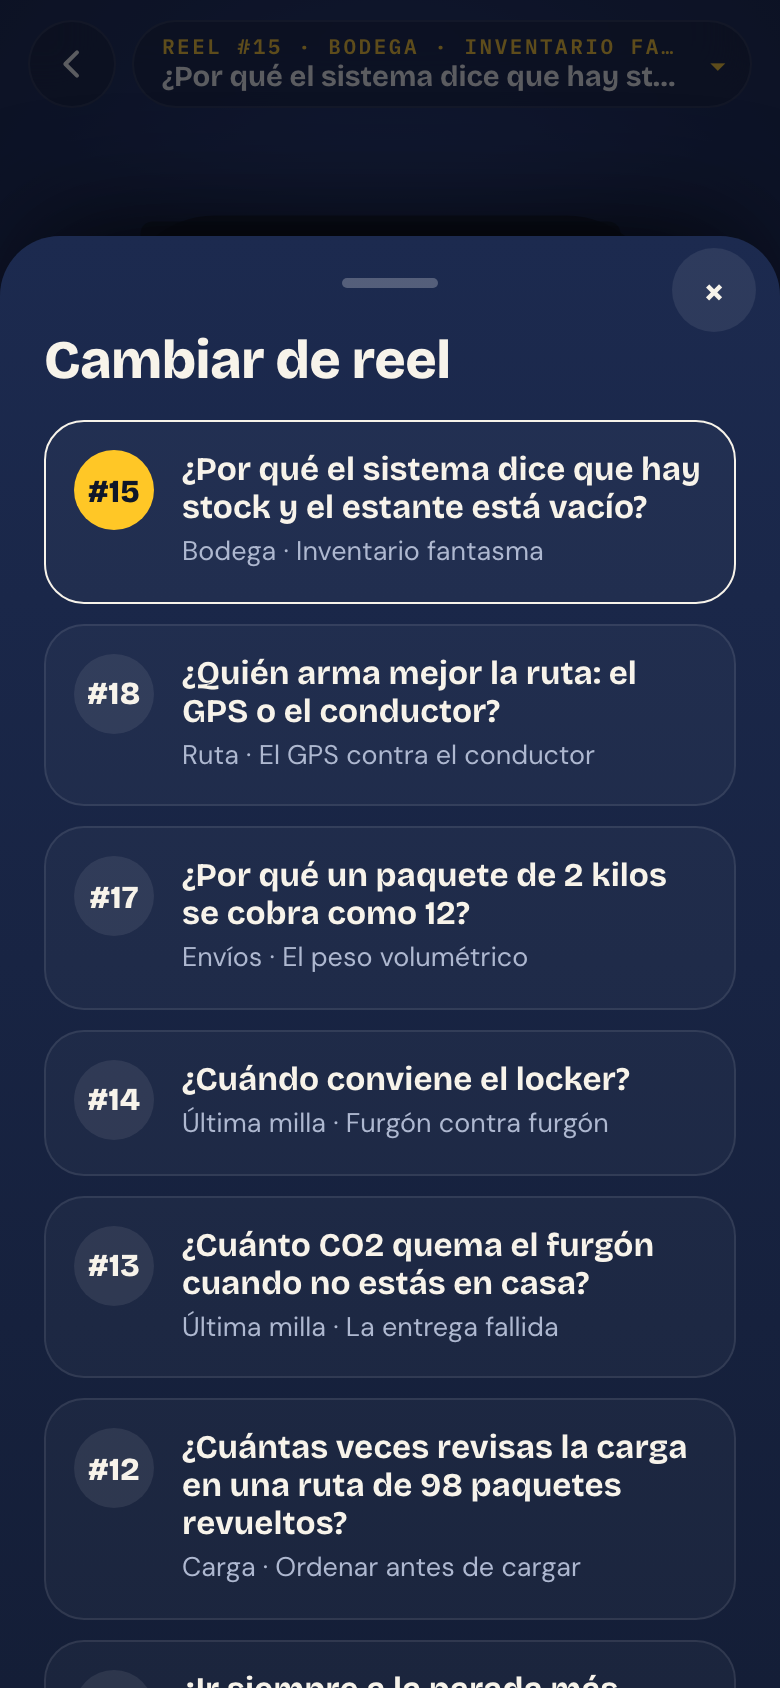 REEL #15 · BODEGA · INVENTARIO FA…
¿Por qué el sistema dice que hay st…
×
Cambiar de reel
#15
¿Por qué el sistema dice que hay
stock y el estante está vacío?
Bodega · Inventario fantasma
#18
¿Quién arma mejor la ruta: el
GPS o el conductor?
Ruta · El GPS contra el conductor
#17
¿Por qué un paquete de 2 kilos
se cobra como 12?
Envíos · El peso volumétrico
#14
¿Cuándo conviene el locker?
Última milla · Furgón contra furgón
#13
¿Cuánto CO2 quema el furgón
cuando no estás en casa?
Última milla · La entrega fallida
#12
¿Cuántas veces revisas la carga
en una ruta de 98 paquetes
revueltos?
Carga · Ordenar antes de cargar
¿Ir siempre a la parada más